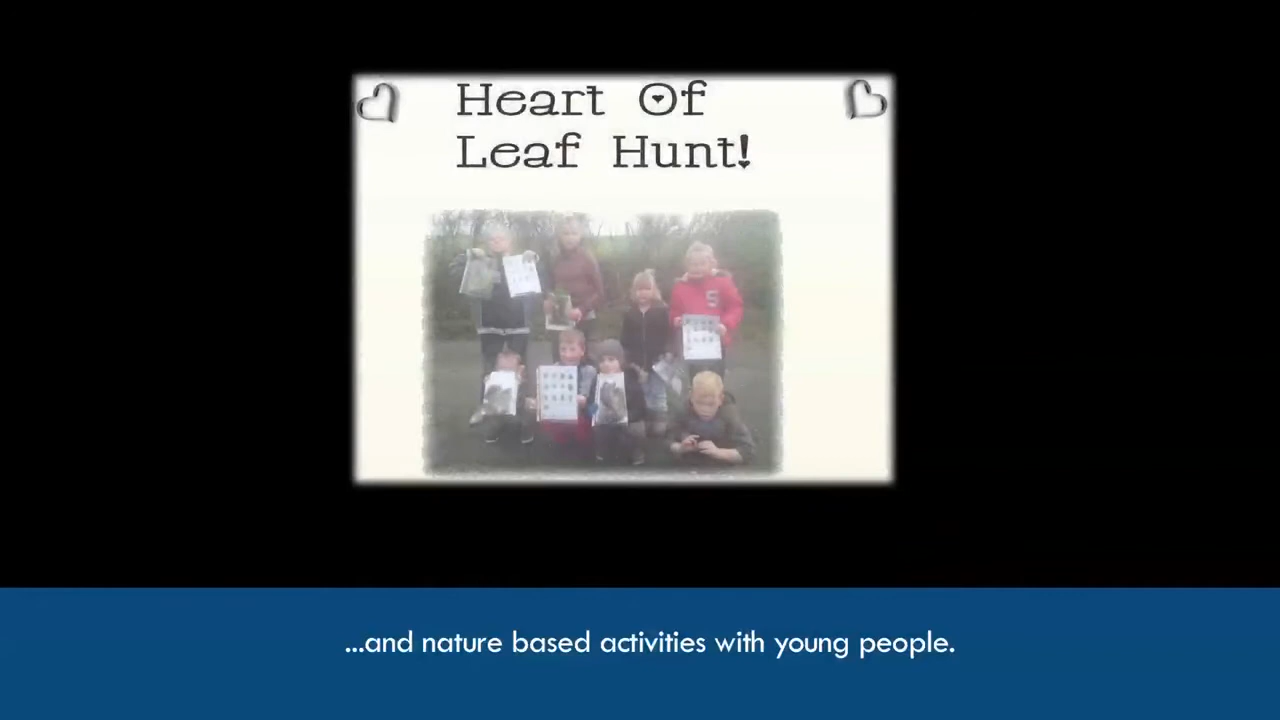 Heart Of
Leaf Hunt!
...and nature based activities with young people.